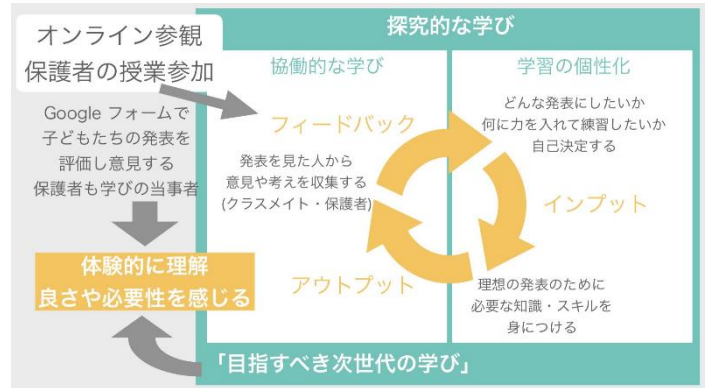 オンライン参観
保護者の授業参加
Google フォームで
子どもたちの発表を
評価し意見する
保護者も学びの当事者
体験的に理解
良さや必要性を感じる
探究的な学び
協働的な学び
フィードバック
発表を見た人から
意見や考えを収集する
(クラスメイト・保護者)
アウトプット
学習の個性化
どんな発表にしたいか
何に力を入れて練習したいか
自己決定する
インプット
理想の発表のために
必要な知識・スキルを
身につける
「目指すべき次世代の学び」